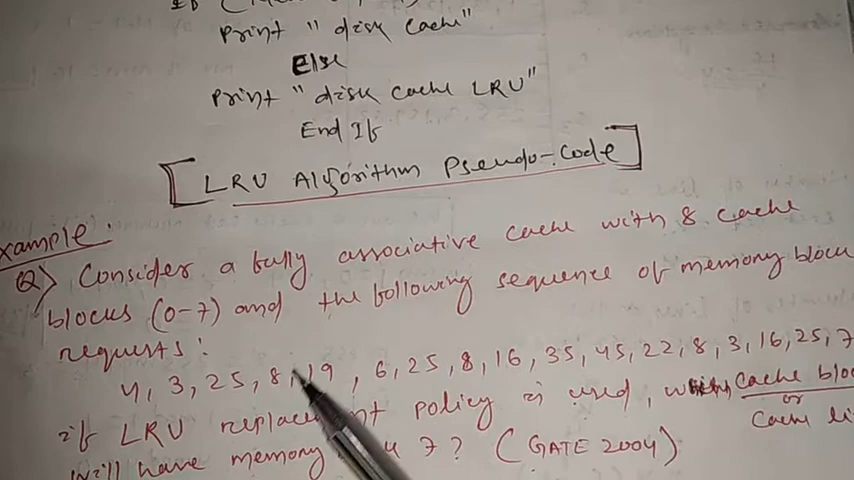 Print "disk cache"
Else
Print "disk cache LRU"
End If
[LRU Algorithm Pseudo-Code]
xample:
Q> Consider a fully associative cache with 8 cache
blocks (0-7) and the following sequence of memory block
requests:
4, 3, 25, 8, 19, 6, 25, 8, 16, 35, 45, 22, 8, 3, 16, 25, 7
if LRU replacement policy is used, which cache bloc
or
Cache li
will have memory 7? (GATE 2004)